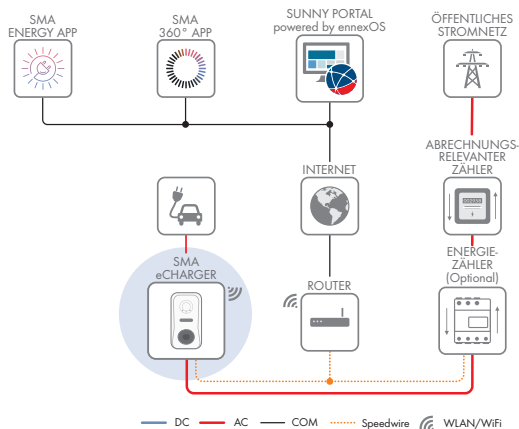 SMA
ENERGY APP
SMA
360° APP
SUNNY PORTAL
powered by ennexOS
ÖFFENTLICHES
STROMNETZ
ABRECHNUNGS-
RELEVANTER
ZÄHLER
INTERNET
SMA
eCHARGER
ROUTER
ENERGIE-
ZÄHLER
(Optional)
DC
AC
COM
Speedwire
WLAN/WiFi